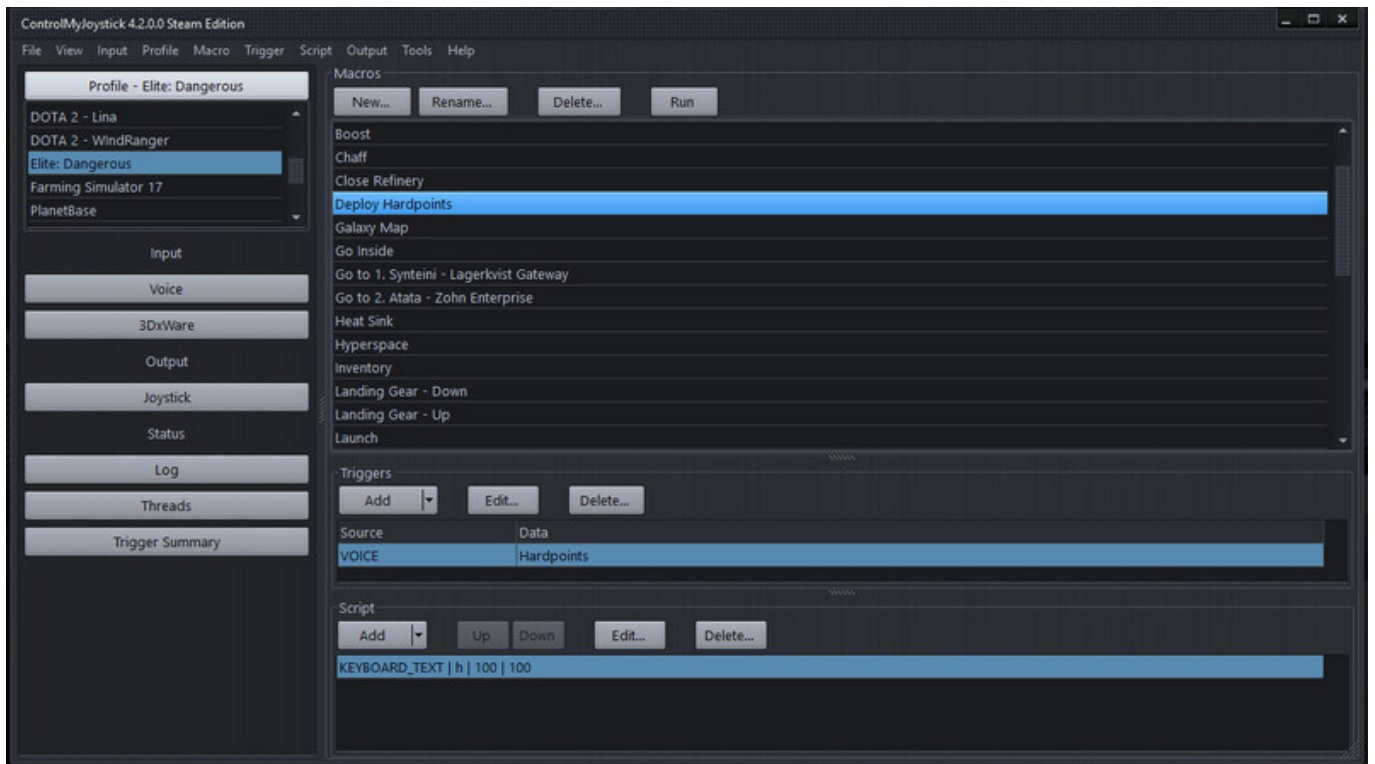 ControlMyJoystick 4.2.0.0 Steam Edition
File View Input Profile Macro Trigger Script Output Tools Help
Profile - Elite: Dangerous
DOTA 2 - Lina
DOTA 2 - WIndRanger
Elite: Dangerous
Farming Simulator 17
PlanetBase
Input
Voice
3DxWare
Output
Joystick
Status
Log
Threads
Trigger Summary
Macros
New... Rename... Delete... Run
Boost
Chaff
Close Refinery
Deploy Hardpoints
Galaxy Map
Go Inside
Go to 1. Synteini - Lagerkvist Gateway
Go to 2. Atata - Zohn Enterprise
Heat Sink
Hyperspace
Inventory
Landing Gear - Down
Landing Gear - Up
Launch
Triggers
Add Edit... Delete...
Source Data
VOICE Hardpoints
Script
Add Up Down Edit... Delete...
KEYBOARD_TEXT | h | 100 | 100